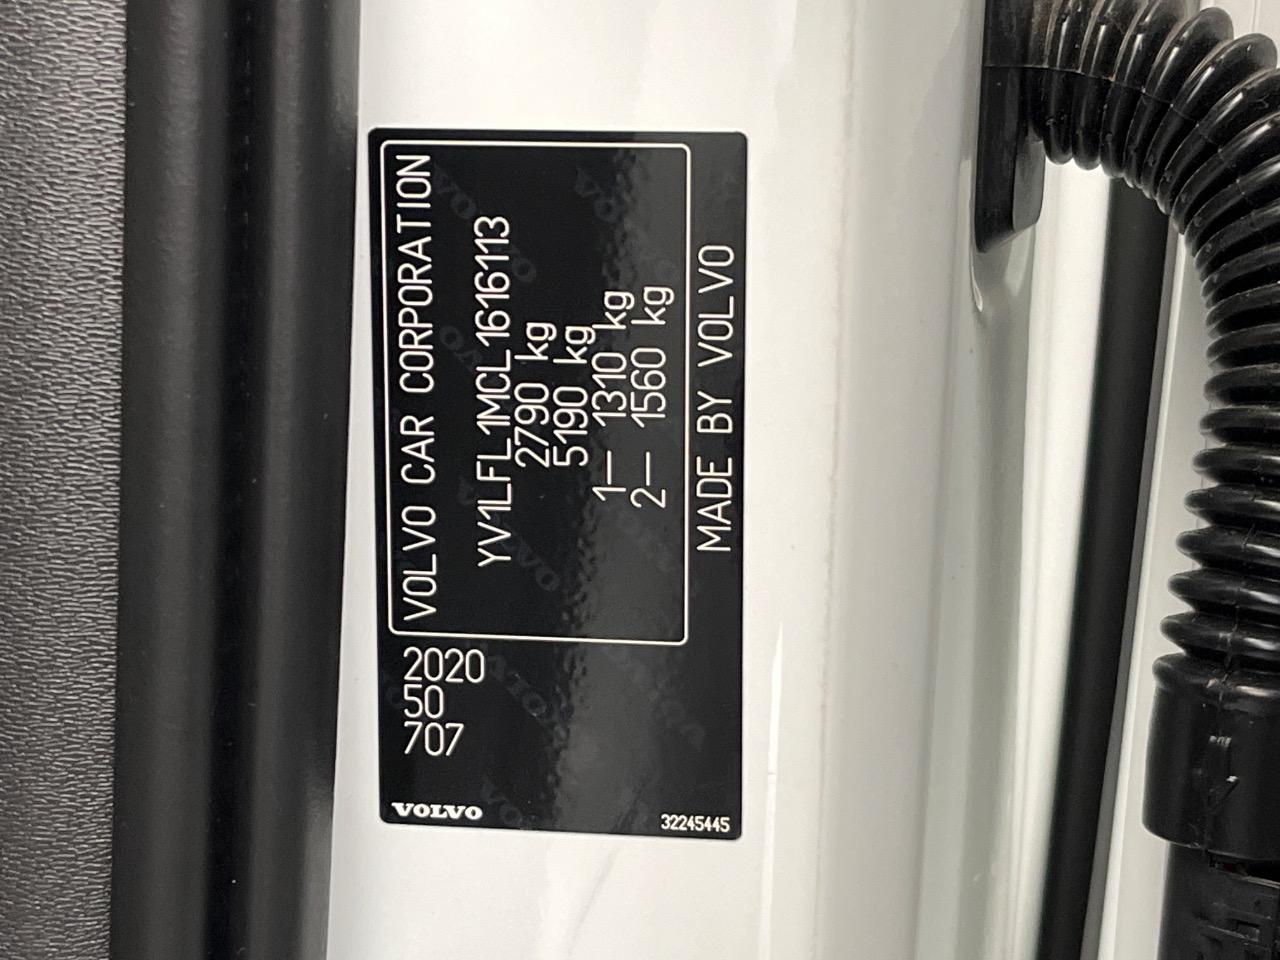 VOLVO CAR CORPORATION
YV1LFL1MCL1616113
2790 kg
5190 kg
1— 1310 kg
2— 1560 kg
MADE BY VOLVO
2020
50
707
VOLVO
32245445